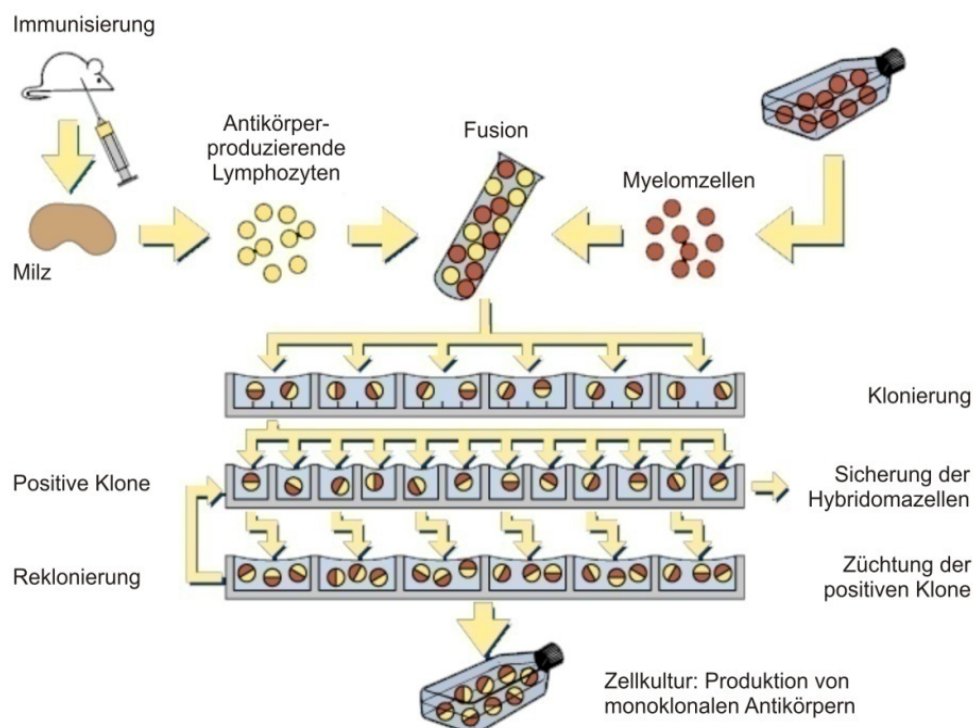 Immunisierung
Antikörper-
produzierende
Lymphozyten
Fusion
Myelomzellen
Milz
Klonierung
Positive Klone
Sicherung der
Hybridomazellen
Reklonierung
Züchtung der
positiven Klone
Zellkultur: Produktion von
monoklonalen Antikörpern